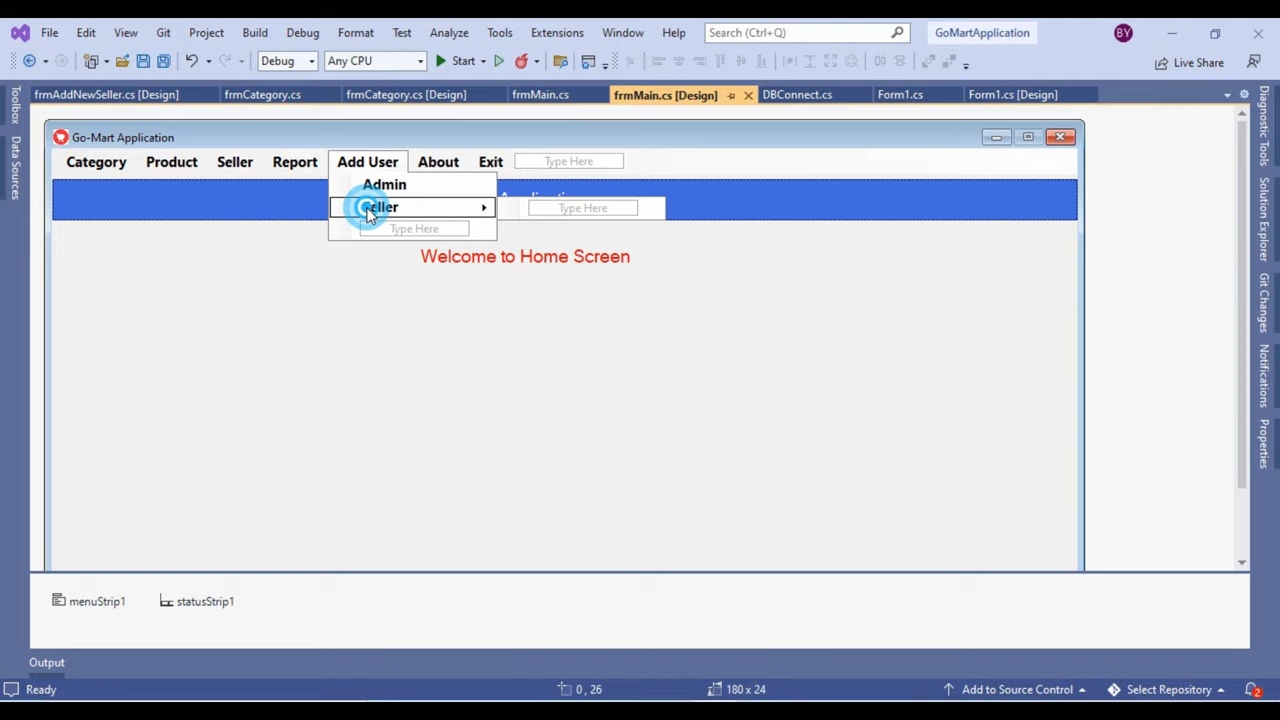 File Edit View Git Project Build Debug Format Test Analyze Tools Extensions Window Help Search (Ctrl+Q) GoMartApplication BY
Debug Any CPU Start Live Share
frmAddNewSeller.cs [Design] frmCategory.cs frmCategory.cs [Design] frmMain.cs frmMain.cs [Design] DBConnect.cs Form1.cs Form1.cs [Design]
Toolbox
Data Sources
Go-Mart Application
Category Product Seller Report Add User About Exit Type Here
Admin
Type Here
Type Here
Welcome to Home Screen
menuStrip1 statusStrip1
Diagnostic Tools
Solution Explorer
Git Changes
Notifications
Properties
Output
Ready 0 , 26 180 x 24 Add to Source Control Select Repository 2